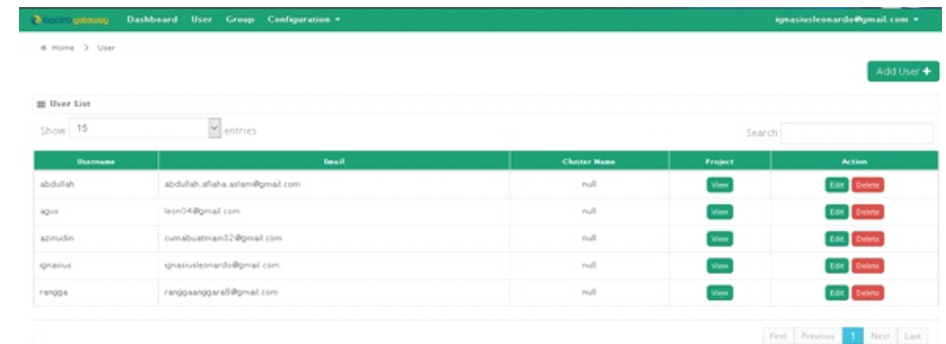 baciro gateway Dashboard User Group Configuration ignasiusleonardo@gmail.com
Home > User
Add User +
User List
Show 15 entries Search:
Username Email Cluster Name Project Action
abdullah abdullah.aflaha.aslam@gmail.com null View Edit Delete
agus leon04@gmail.com null View Edit Delete
azinudin cumabuatmain32@gmail.com null View Edit Delete
ignasius ignasiusleonardo@gmail.com null View Edit Delete
rangga ranggaanggara8@gmail.com null View Edit Delete
First Previous 1 Next Last